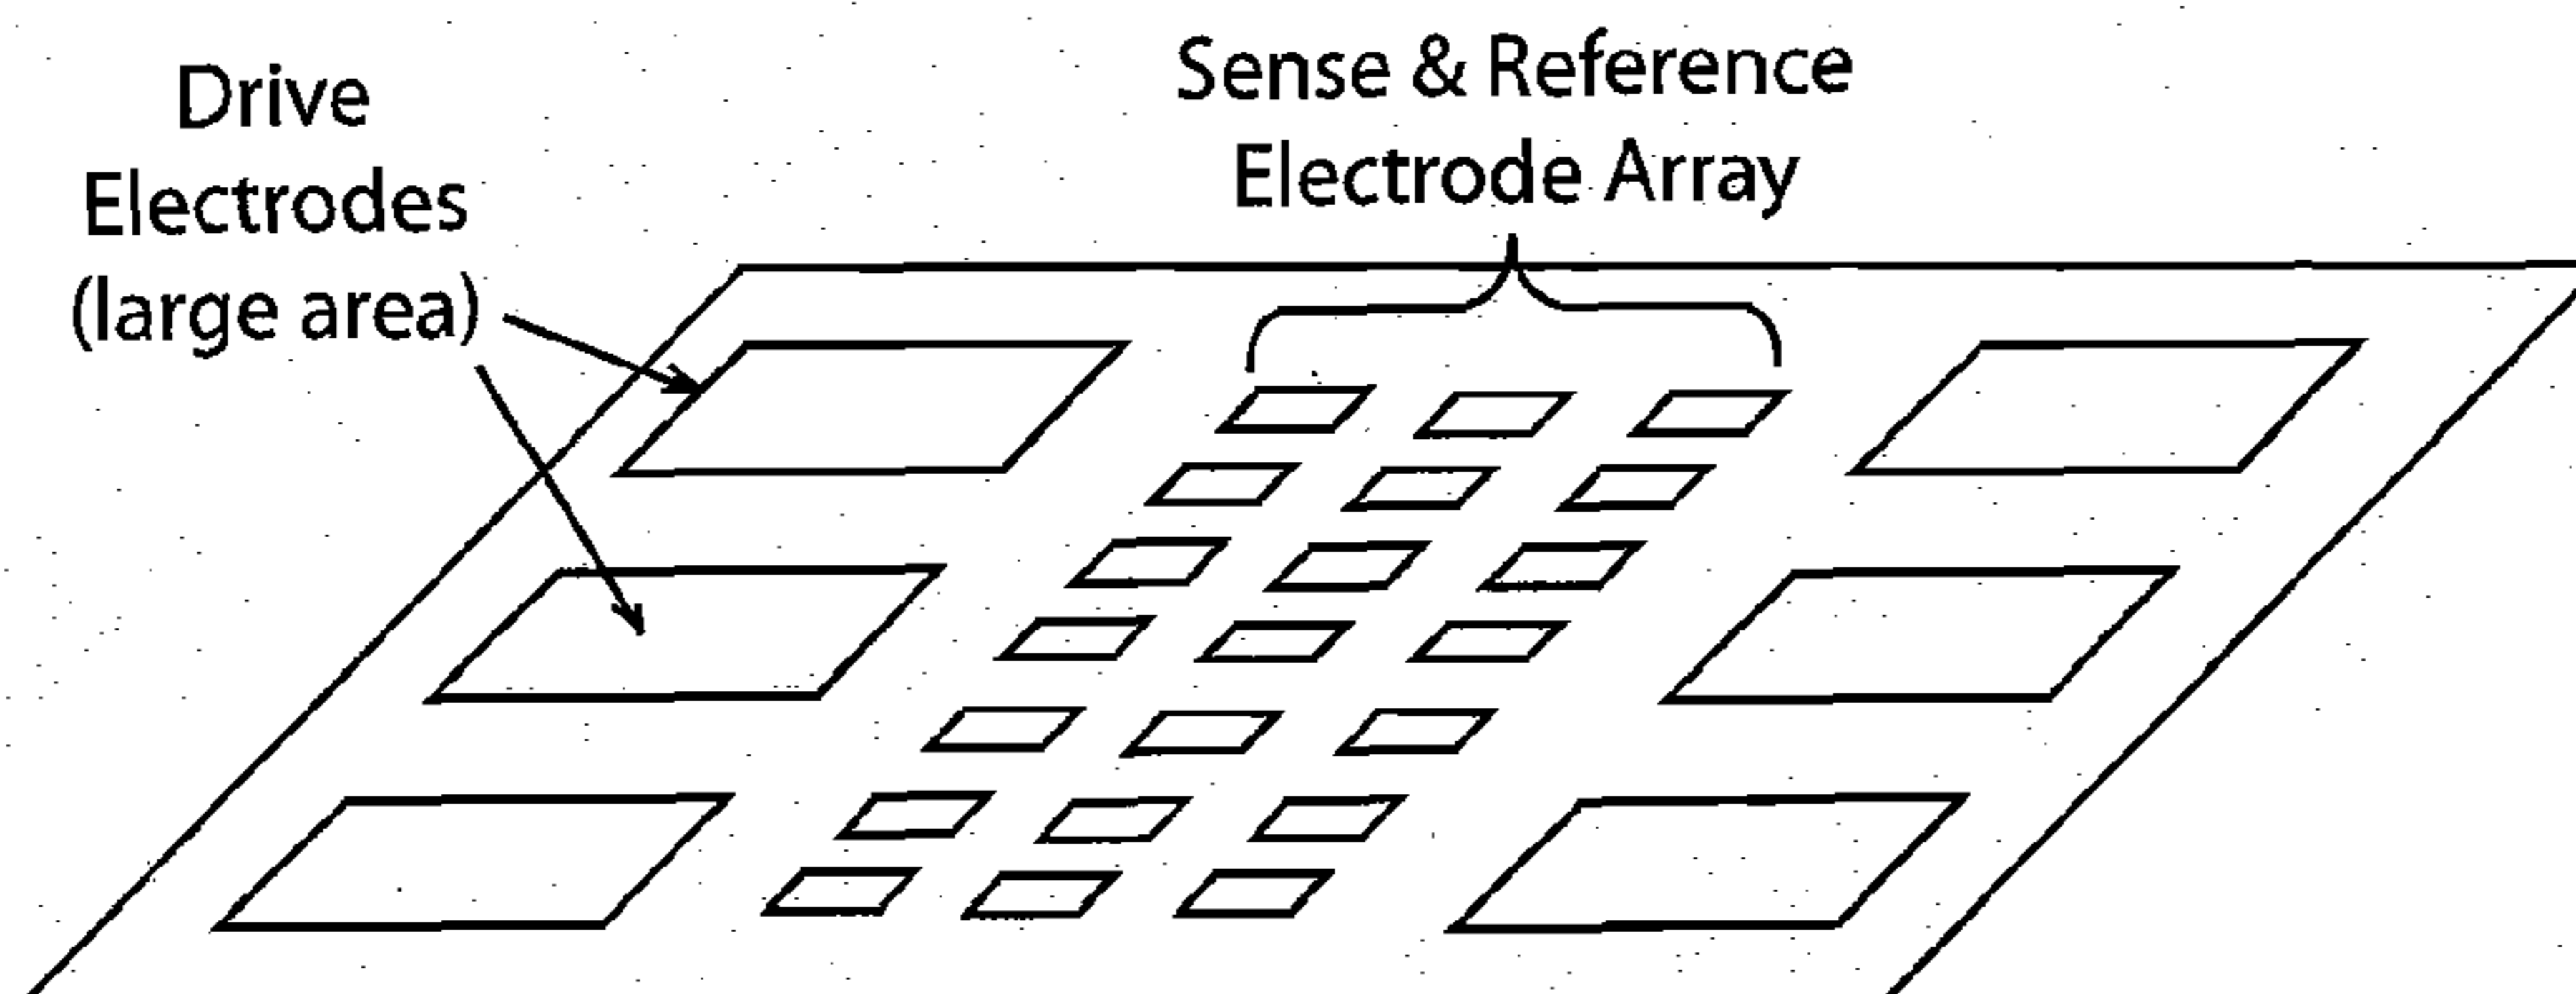 Drive
Electrodes
(large area)
Sense & Reference
Electrode Array